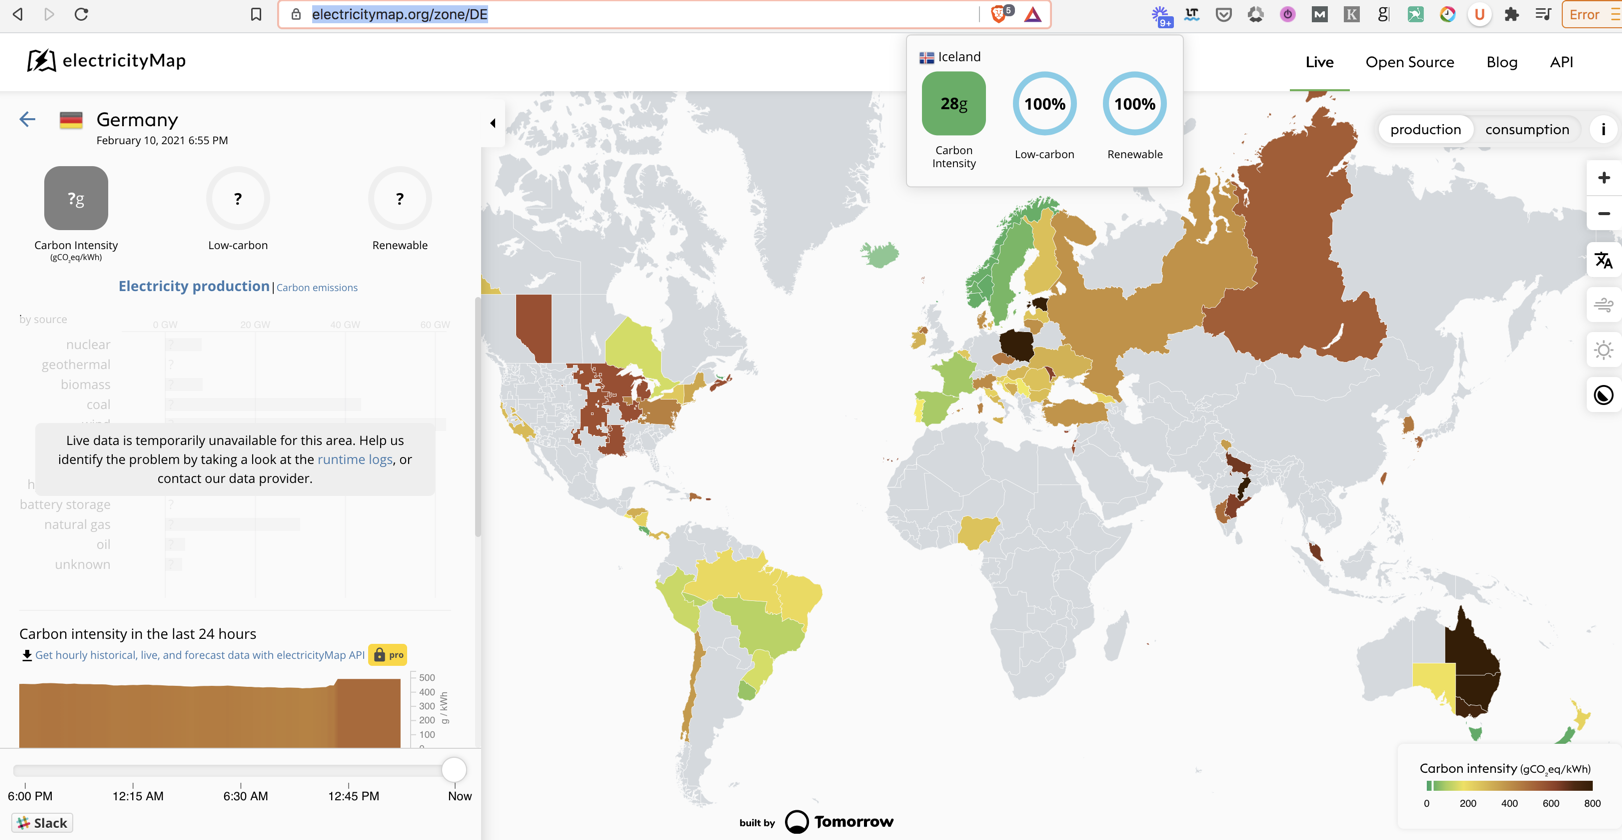 electricitymap.org/zone/DE
5
9+
LT
M
K
g
U
Error
electricityMap
Live
Open Source
Blog
API
Iceland
28g
100%
100%
Carbon
Intensity
Low-carbon
Renewable
Germany
February 10, 2021 6:55 PM
production
consumption
i
?g
?
?
Carbon Intensity
(gCO2eq/kWh)
Low-carbon
Renewable
+
−
Electricity production | Carbon emissions
by source
0 GW
20 GW
40 GW
60 GW
nuclear
?
geothermal
?
biomass
?
coal
?
wind
Live data is temporarily unavailable for this area. Help us
identify the problem by taking a look at the runtime logs, or
contact our data provider.
battery storage
?
natural gas
?
oil
?
unknown
?
Carbon intensity in the last 24 hours
Get hourly historical, live, and forecast data with electricityMap API
pro
500
400
300
200
100
0
g / kWh
6:00 PM
12:15 AM
6:30 AM
12:45 PM
Now
Slack
built by
Tomorrow
Carbon intensity (gCO2eq/kWh)
0
200
400
600
800